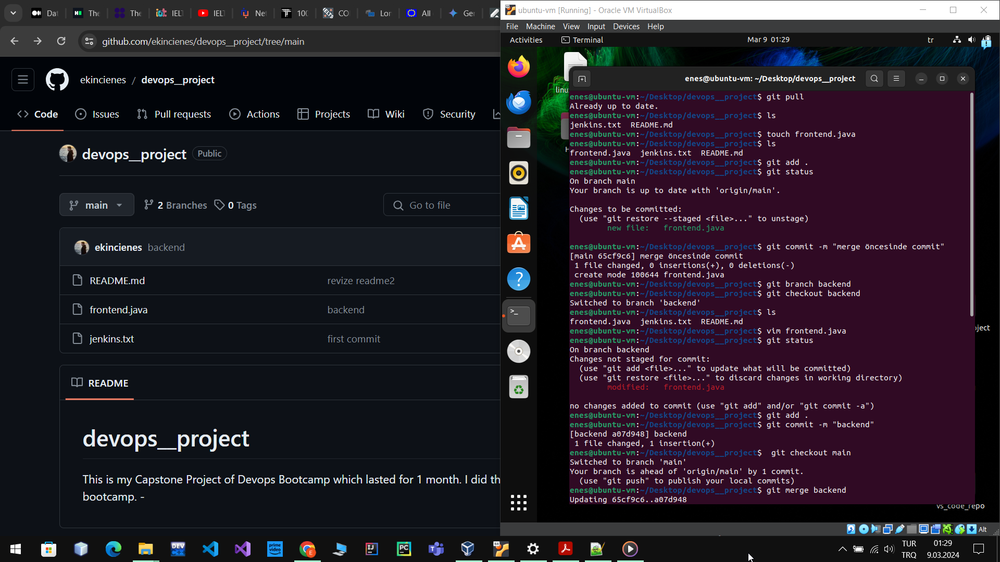 Dat
The
The
IELT
IELT
Net
100
CO
Lor
All
Ger
github.com/ekincienes/devops__project/tree/main
ekincienes / devops__project
Code
Issues
Pull requests
Actions
Projects
Wiki
Security
devops__project Public
main
2 Branches
0 Tags
Go to file
ekincienes backend
README.md revize readme2
frontend.java backend
jenkins.txt first commit
README
devops__project
This is my Capstone Project of Devops Bootcamp which lasted for 1 month. I did th
bootcamp. -
ubuntu-vm [Running] - Oracle VM VirtualBox
File Machine View Input Devices Help
Activities Terminal Mar 9 01:29 tr
enes@ubuntu-vm: ~/Desktop/devops__project
enes@ubuntu-vm:~/Desktop/devops__project$ git pull
Already up to date.
enes@ubuntu-vm:~/Desktop/devops__project$ ls
jenkins.txt README.md
enes@ubuntu-vm:~/Desktop/devops__project$ touch frontend.java
enes@ubuntu-vm:~/Desktop/devops__project$ ls
frontend.java jenkins.txt README.md
enes@ubuntu-vm:~/Desktop/devops__project$ git add .
enes@ubuntu-vm:~/Desktop/devops__project$ git status
On branch main
Your branch is up to date with 'origin/main'.
Changes to be committed:
(use "git restore --staged <file>..." to unstage)
new file: frontend.java
enes@ubuntu-vm:~/Desktop/devops__project$ git commit -m "merge öncesinde commit"
[main 65cf9c6] merge öncesinde commit
1 file changed, 0 insertions(+), 0 deletions(-)
create mode 100644 frontend.java
enes@ubuntu-vm:~/Desktop/devops__project$ git branch backend
enes@ubuntu-vm:~/Desktop/devops__project$ git checkout backend
Switched to branch 'backend'
enes@ubuntu-vm:~/Desktop/devops__project$ ls
frontend.java jenkins.txt README.md
enes@ubuntu-vm:~/Desktop/devops__project$ vim frontend.java
enes@ubuntu-vm:~/Desktop/devops__project$ git status
On branch backend
Changes not staged for commit:
(use "git add <file>..." to update what will be committed)
(use "git restore <file>..." to discard changes in working directory)
modified: frontend.java
no changes added to commit (use "git add" and/or "git commit -a")
enes@ubuntu-vm:~/Desktop/devops__project$ git add .
enes@ubuntu-vm:~/Desktop/devops__project$ git commit -m "backend"
[backend a07d948] backend
1 file changed, 1 insertion(+)
enes@ubuntu-vm:~/Desktop/devops__project$ git checkout main
Switched to branch 'main'
Your branch is ahead of 'origin/main' by 1 commit.
(use "git push" to publish your local commits)
enes@ubuntu-vm:~/Desktop/devops__project$ git merge backend
Updating 65cf9c6..a07d948
linu
H
ject
vs_code_repo
Alt
DEV
prime video
IJ
PC
TUR
TRQ
01:29
9.03.2024